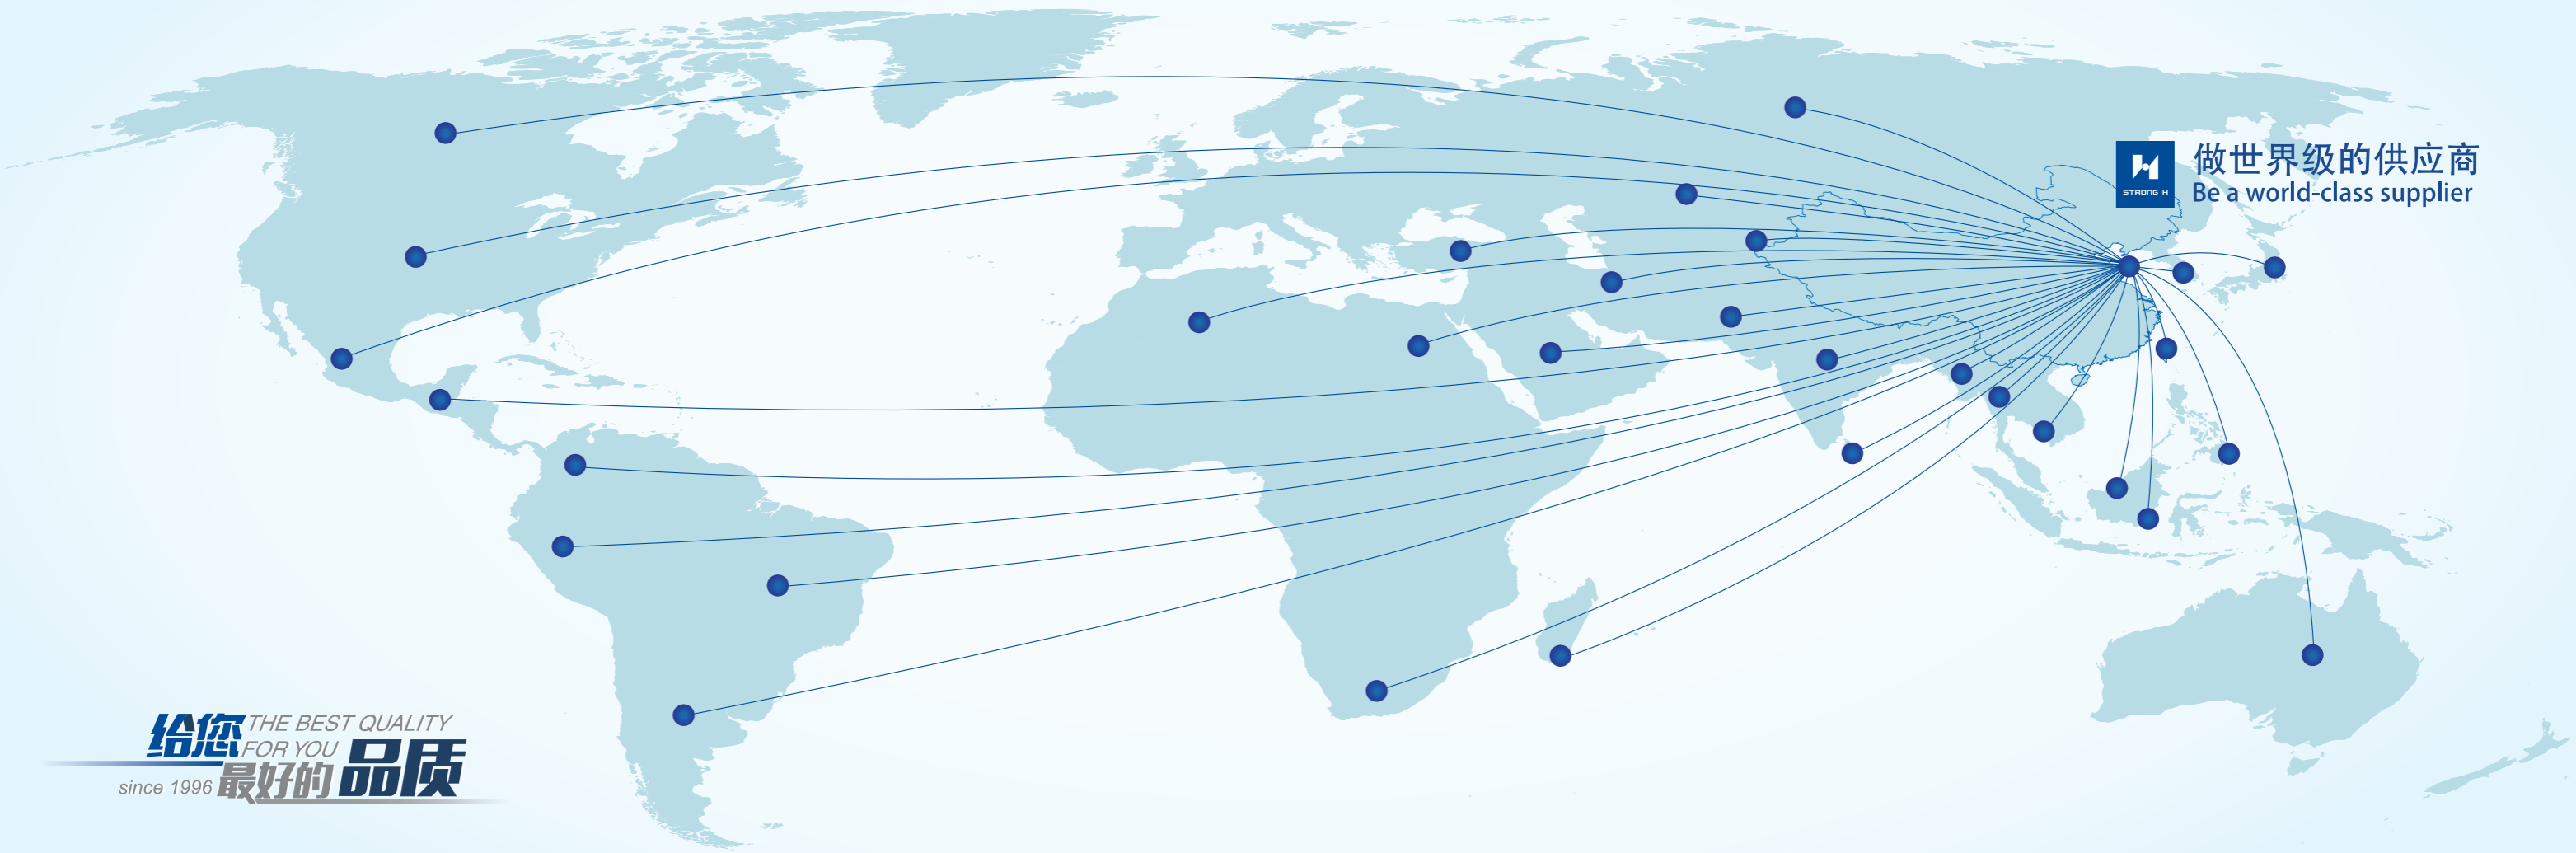 STRONG H
做世界级的供应商
Be a world-class supplier
给您 THE BEST QUALITY
FOR YOU
最好的 品质
since 1996